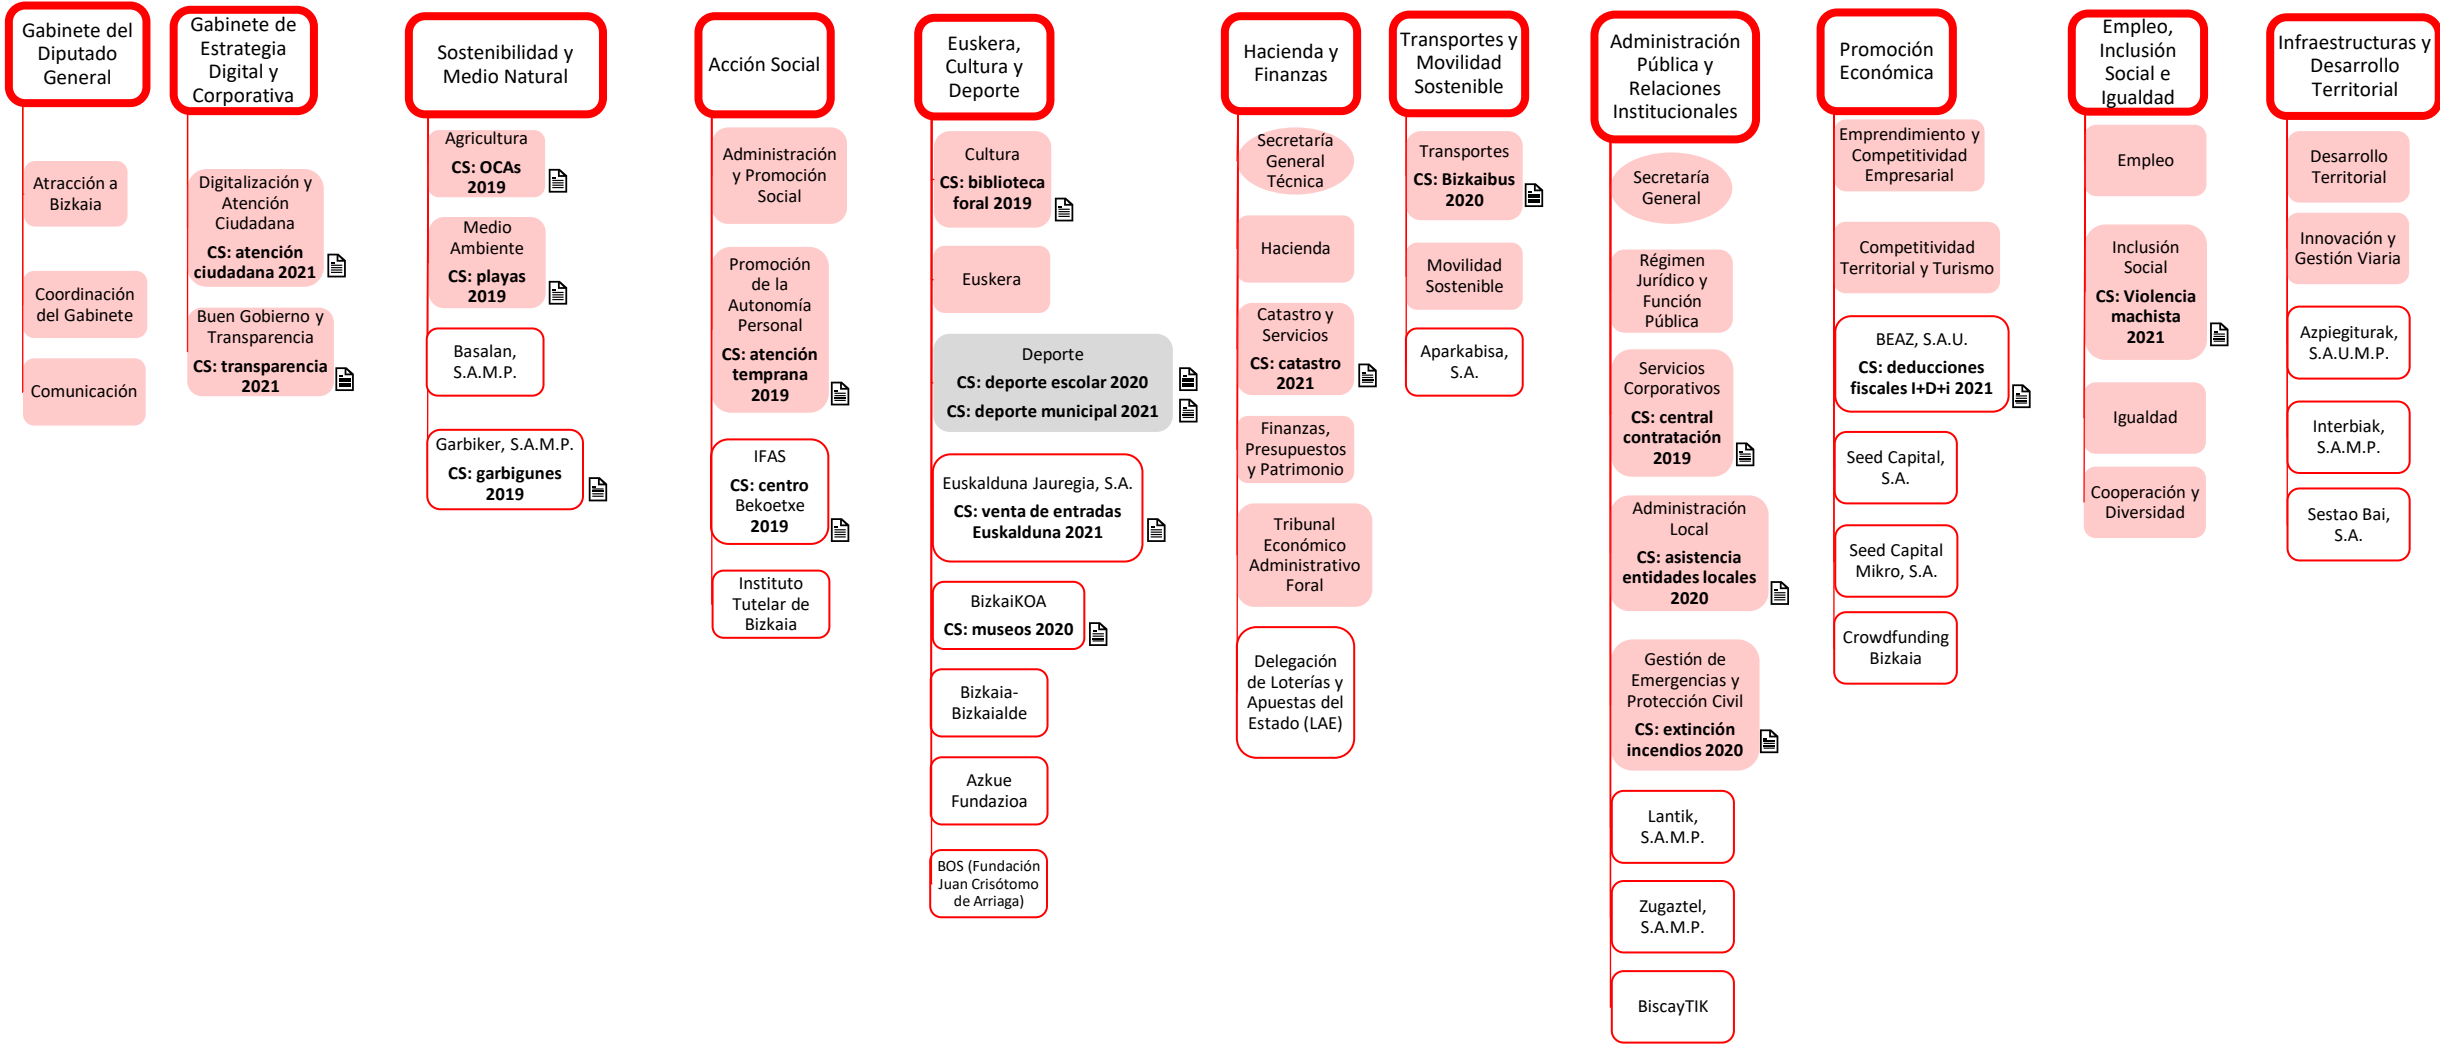 Gabinete del
Diputado
General
Atracción a
Bizkaia
Coordinación
del Gabinete
Comunicación
Gabinete de
Estrategia
Digital y
Corporativa
Digitalización y
Atención
Ciudadana
CS: atención
ciudadana 2021
Buen Gobierno y
Transparencia
CS: transparencia
2021
Sostenibilidad y
Medio Natural
Agricultura
CS: OCAs
2019
Medio
Ambiente
CS: playas
2019
Basalan,
S.A.M.P.
Garbiker, S.A.M.P.
CS: garbigunes
2019
Acción Social
Administración
y Promoción
Social
Promoción
de la
Autonomía
Personal
CS: atención
temprana
2019
IFAS
CS: centro
Bekoetxe
2019
Instituto
Tutelar de
Bizkaia
Euskera,
Cultura y
Deporte
Cultura
CS: biblioteca
foral 2019
Euskera
Deporte
CS: deporte escolar 2020
CS: deporte municipal 2021
Euskalduna Jauregia, S.A.
CS: venta de entradas
Euskalduna 2021
BizkaiKOA
CS: museos 2020
Bizkaia-
Bizkaialde
Azkue
Fundazioa
BOS (Fundación
Juan Crisótomo
de Arriaga)
Hacienda y
Finanzas
Secretaría
General
Técnica
Hacienda
Catastro y
Servicios
CS: catastro
2021
Finanzas,
Presupuestos
y Patrimonio
Tribunal
Económico
Administrativo
Foral
Delegación
de Loterías y
Apuestas del
Estado (LAE)
Transportes y
Movilidad
Sostenible
Transportes
CS: Bizkaibus
2020
Movilidad
Sostenible
Aparkabisa,
S.A.
Administración
Pública y
Relaciones
Institucionales
Secretaría
General
Régimen
Jurídico y
Función
Pública
Servicios
Corporativos
CS: central
contratación
2019
Administración
Local
CS: asistencia
entidades locales
2020
Gestión de
Emergencias y
Protección Civil
CS: extinción
incendios 2020
Lantik,
S.A.M.P.
Zugaztel,
S.A.M.P.
BiscayTIK
Promoción
Económica
Emprendimiento y
Competitividad
Empresarial
Competitividad
Territorial y Turismo
BEAZ, S.A.U.
CS: deducciones
fiscales I+D+i 2021
Seed Capital,
S.A.
Seed Capital
Mikro, S.A.
Crowdfunding
Bizkaia
Empleo,
Inclusión
Social e
Igualdad
Empleo
Inclusión
Social
CS: Violencia
machista
2021
Igualdad
Cooperación y
Diversidad
Infraestructuras y
Desarrollo
Territorial
Desarrollo
Territorial
Innovación y
Gestión Viaria
Azpiegiturak,
S.A.U.M.P.
Interbiak,
S.A.M.P.
Sestao Bai,
S.A.